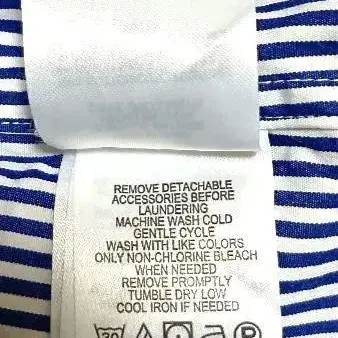 REMOVE DETACHABLE
ACCESSORIES BEFORE
LAUNDERING
MACHINE WASH COLD
GENTLE CYCLE
WASH WITH LIKE COLORS
ONLY NON-CHLORINE BLEACH
WHEN NEEDED
REMOVE PROMPTLY
TUMBLE DRY LOW
COOL IRON IF NEEDED
30 P